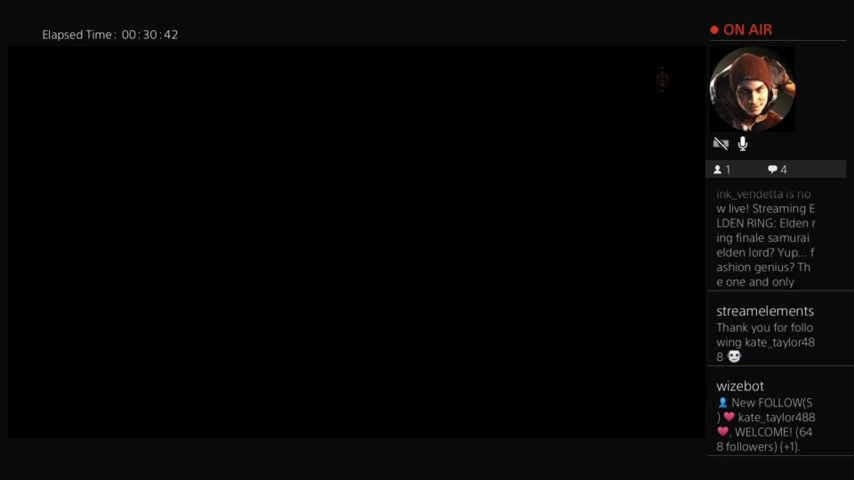 Elapsed Time: 00:30:42
ON AIR
1 4
ink_vendetta is no
w live! Streaming E
LDEN RING: Elden r
ing finale samurai
elden lord? Yup... f
ashion genius? Th
e one and only
streamelements
Thank you for follo
wing kate_taylor48
8
wizebot
New FOLLOW(S
) kate_taylor488
, WELCOME! (64
8 followers) (+1).